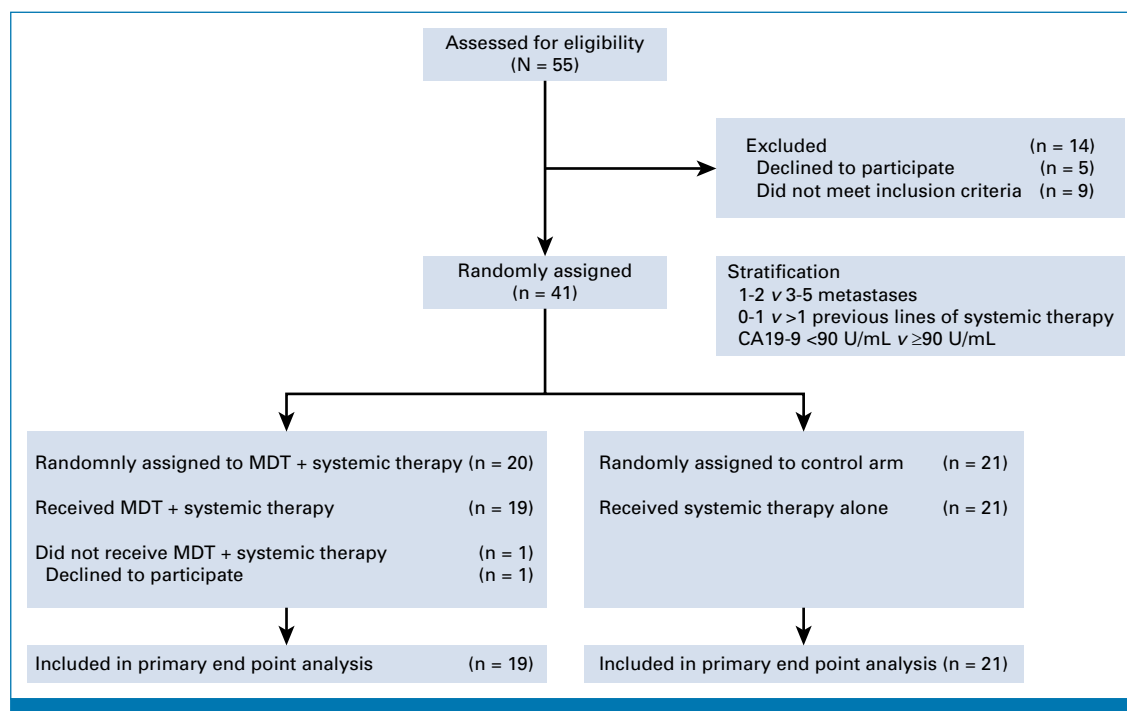 Assessed for eligibility
(N = 55)
Excluded (n = 14)
Declined to participate (n = 5)
Did not meet inclusion criteria (n = 9)
Randomly assigned
(n = 41)
Stratification
1-2 v 3-5 metastases
0-1 v >1 previous lines of systemic therapy
CA19-9 <90 U/mL v ≥90 U/mL
Randomnly assigned to MDT + systemic therapy (n = 20)
Received MDT + systemic therapy (n = 19)
Did not receive MDT + systemic therapy (n = 1)
Declined to participate (n = 1)
Randomly assigned to control arm (n = 21)
Received systemic therapy alone (n = 21)
Included in primary end point analysis (n = 19)
Included in primary end point analysis (n = 21)